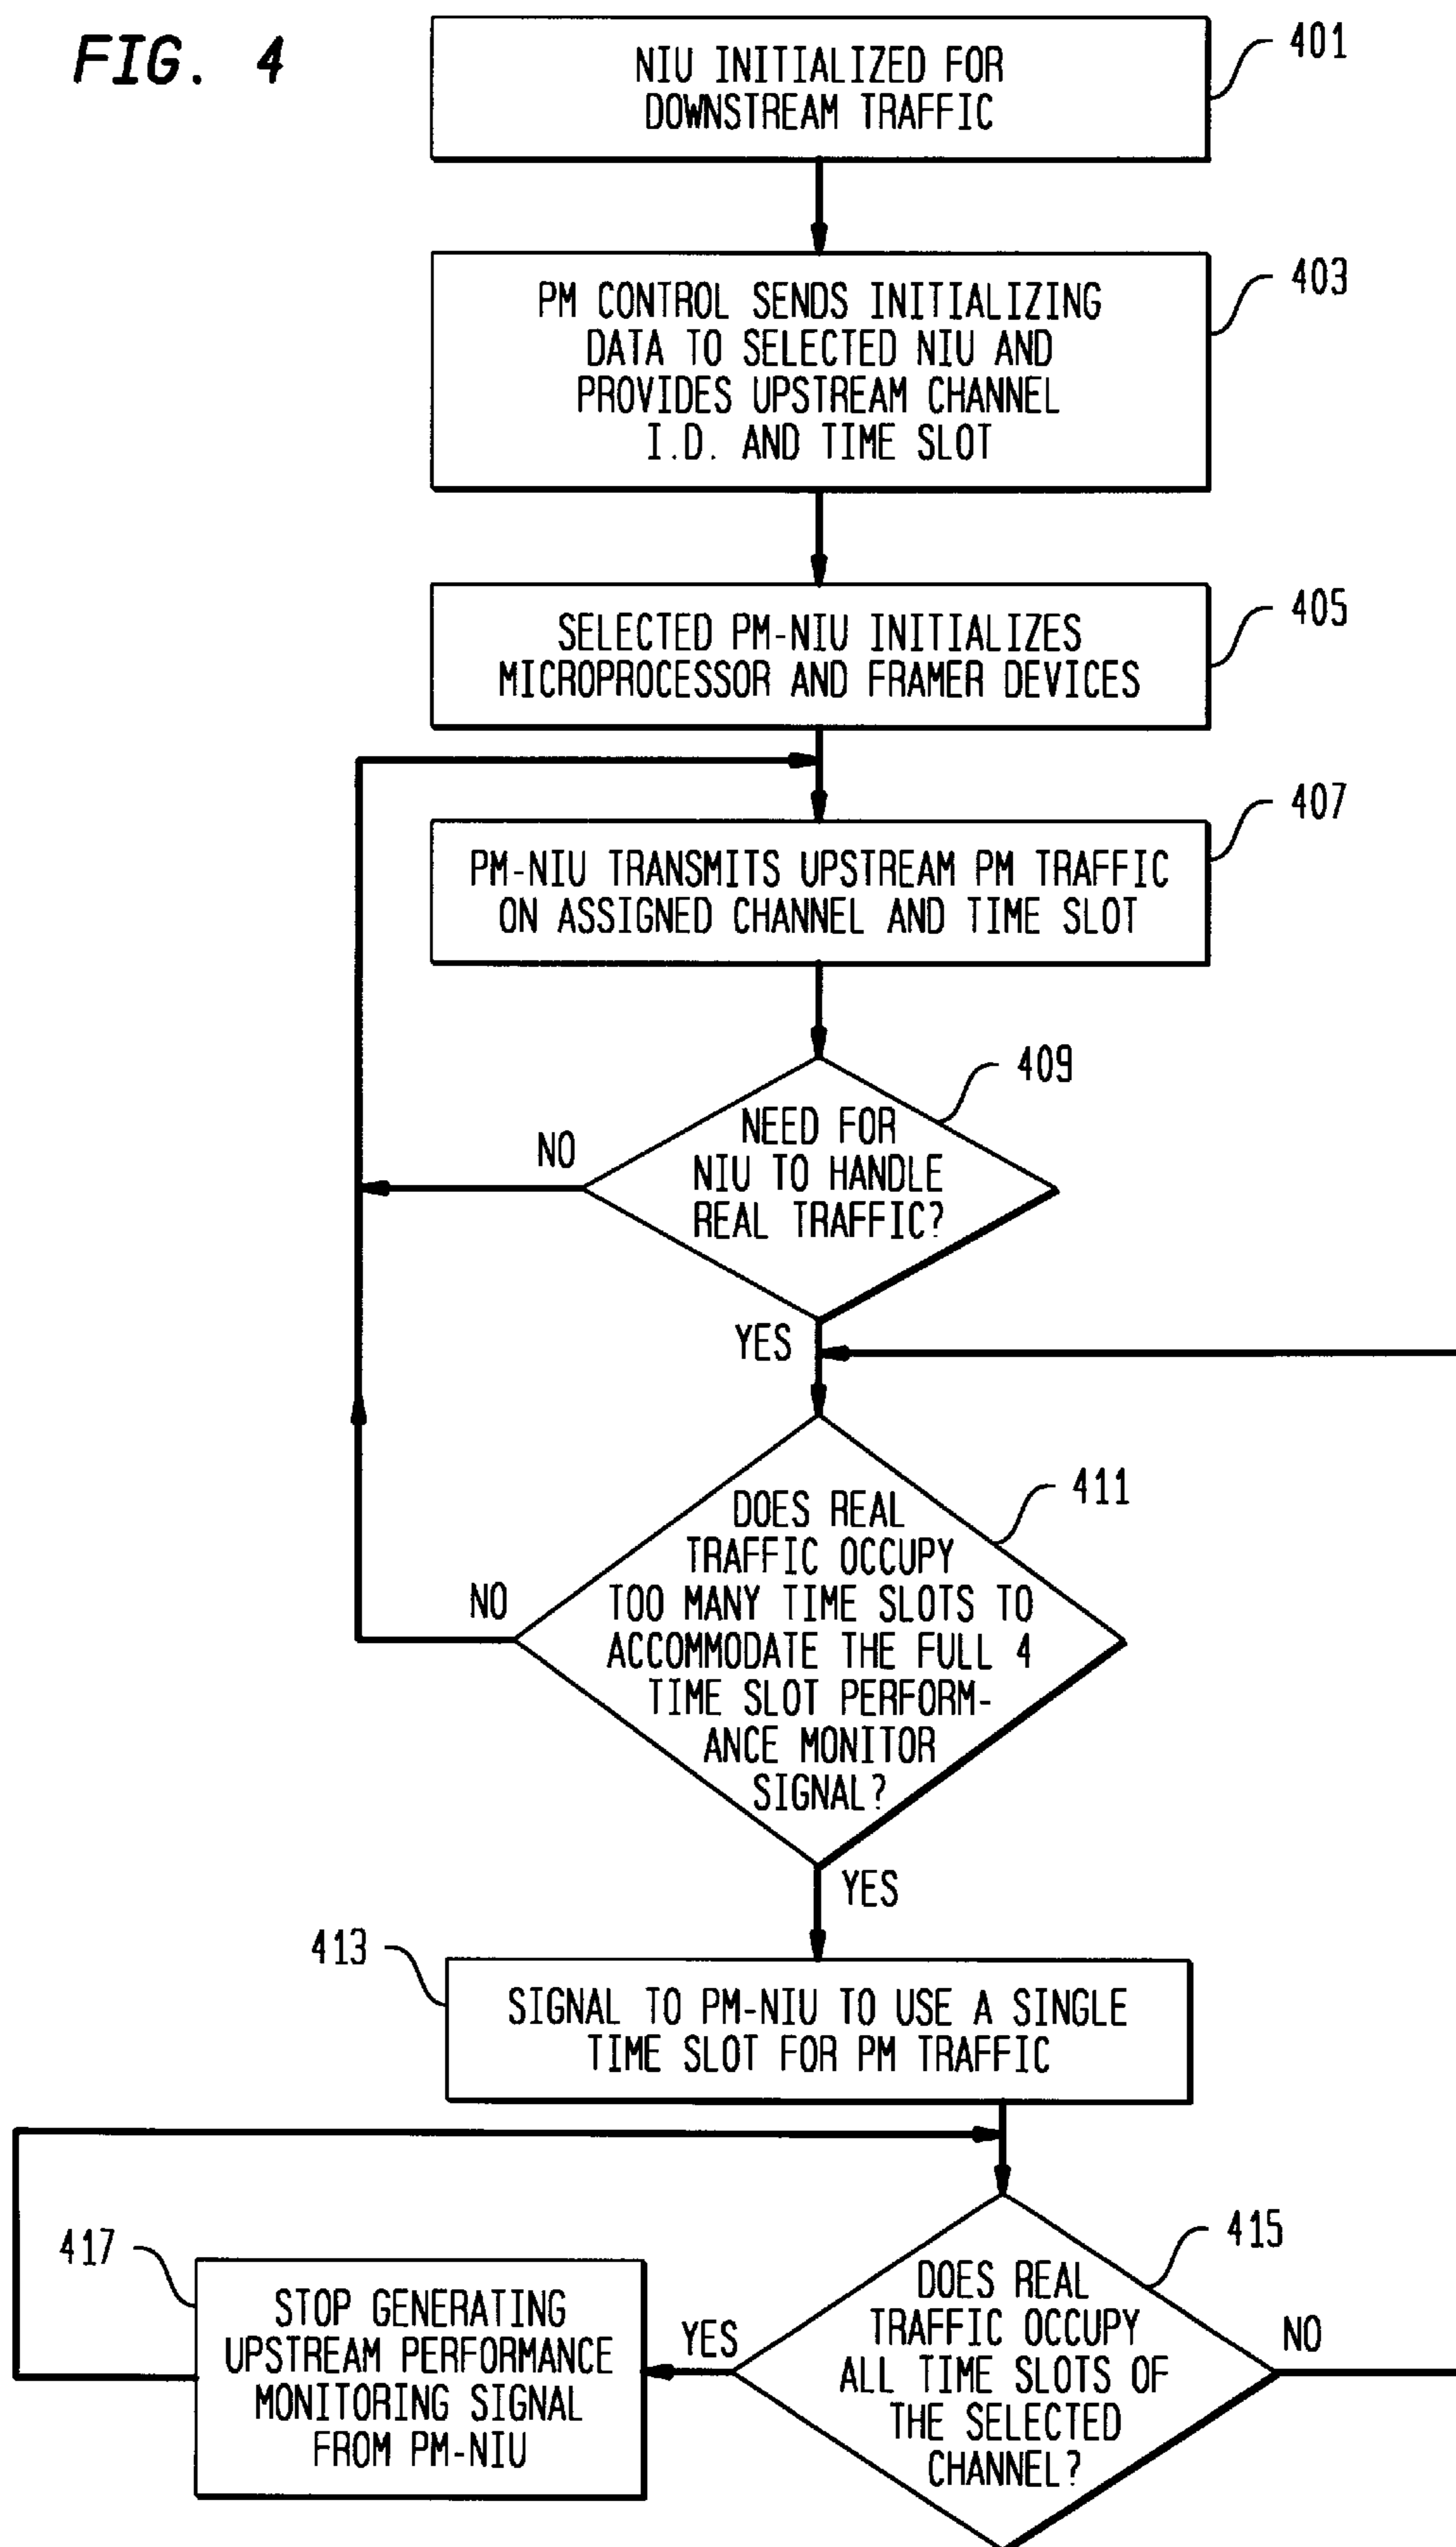 FIG. 4
NIU INITIALIZED FOR
DOWNSTREAM TRAFFIC
401
PM CONTROL SENDS INITIALIZING
DATA TO SELECTED NIU AND
PROVIDES UPSTREAM CHANNEL
I.D. AND TIME SLOT
403
SELECTED PM-NIU INITIALIZES
MICROPROCESSOR AND FRAMER DEVICES
405
PM-NIU TRANSMITS UPSTREAM PM TRAFFIC
ON ASSIGNED CHANNEL AND TIME SLOT
407
NEED FOR
NIU TO HANDLE
REAL TRAFFIC?
409
NO
YES
DOES REAL
TRAFFIC OCCUPY
TOO MANY TIME SLOTS TO
ACCOMMODATE THE FULL 4
TIME SLOT PERFORM-
ANCE MONITOR
SIGNAL?
411
NO
YES
413
SIGNAL TO PM-NIU TO USE A SINGLE
TIME SLOT FOR PM TRAFFIC
415
DOES REAL
TRAFFIC OCCUPY
ALL TIME SLOTS OF
THE SELECTED
CHANNEL?
YES
NO
417
STOP GENERATING
UPSTREAM PERFORMANCE
MONITORING SIGNAL
FROM PM-NIU